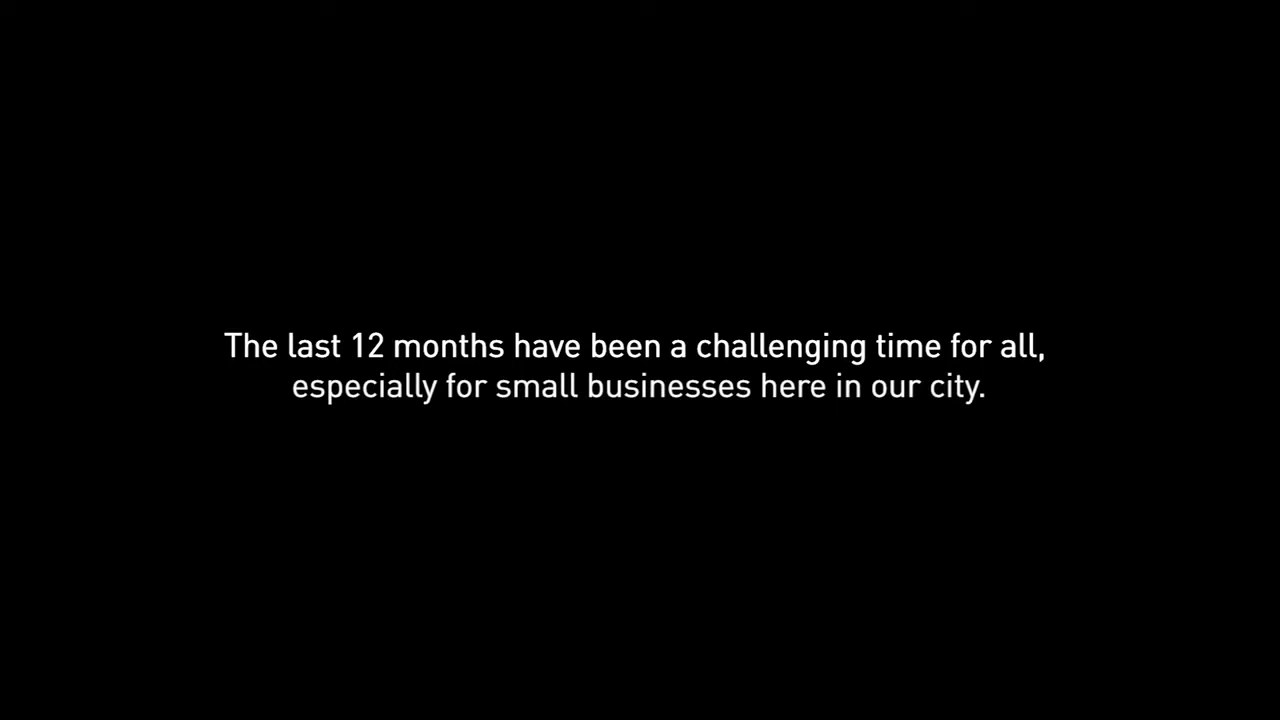 The last 12 months have been a challenging time for all,
especially for small businesses here in our city.